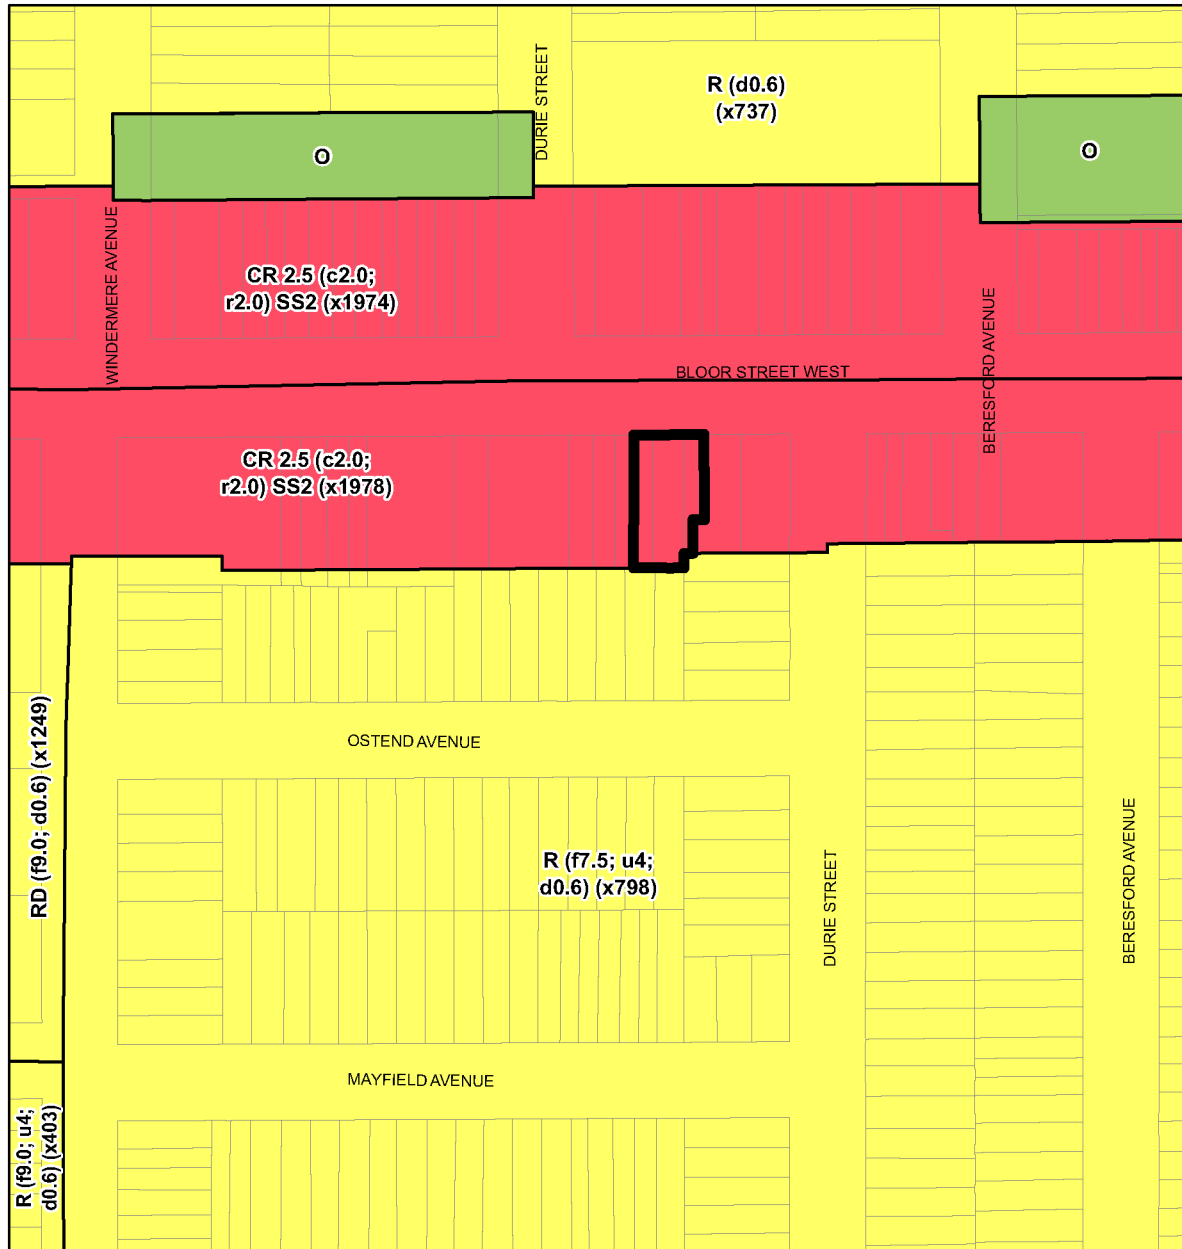 DURIE STREET
R (d0.6)
(x737)
O
O
WINDERMERE AVENUE
CR 2.5 (c2.0;
r2.0) SS2 (x1974)
BLOOR STREET WEST
BERESFORD AVENUE
CR 2.5 (c2.0;
r2.0) SS2 (x1978)
RD (f9.0; d0.6) (x1249)
OSTEND AVENUE
R (f7.5; u4;
d0.6) (x798)
DURIE STREET
BERESFORD AVENUE
MAYFIELD AVENUE
R (f9.0; u4;
d0.6) (x403)